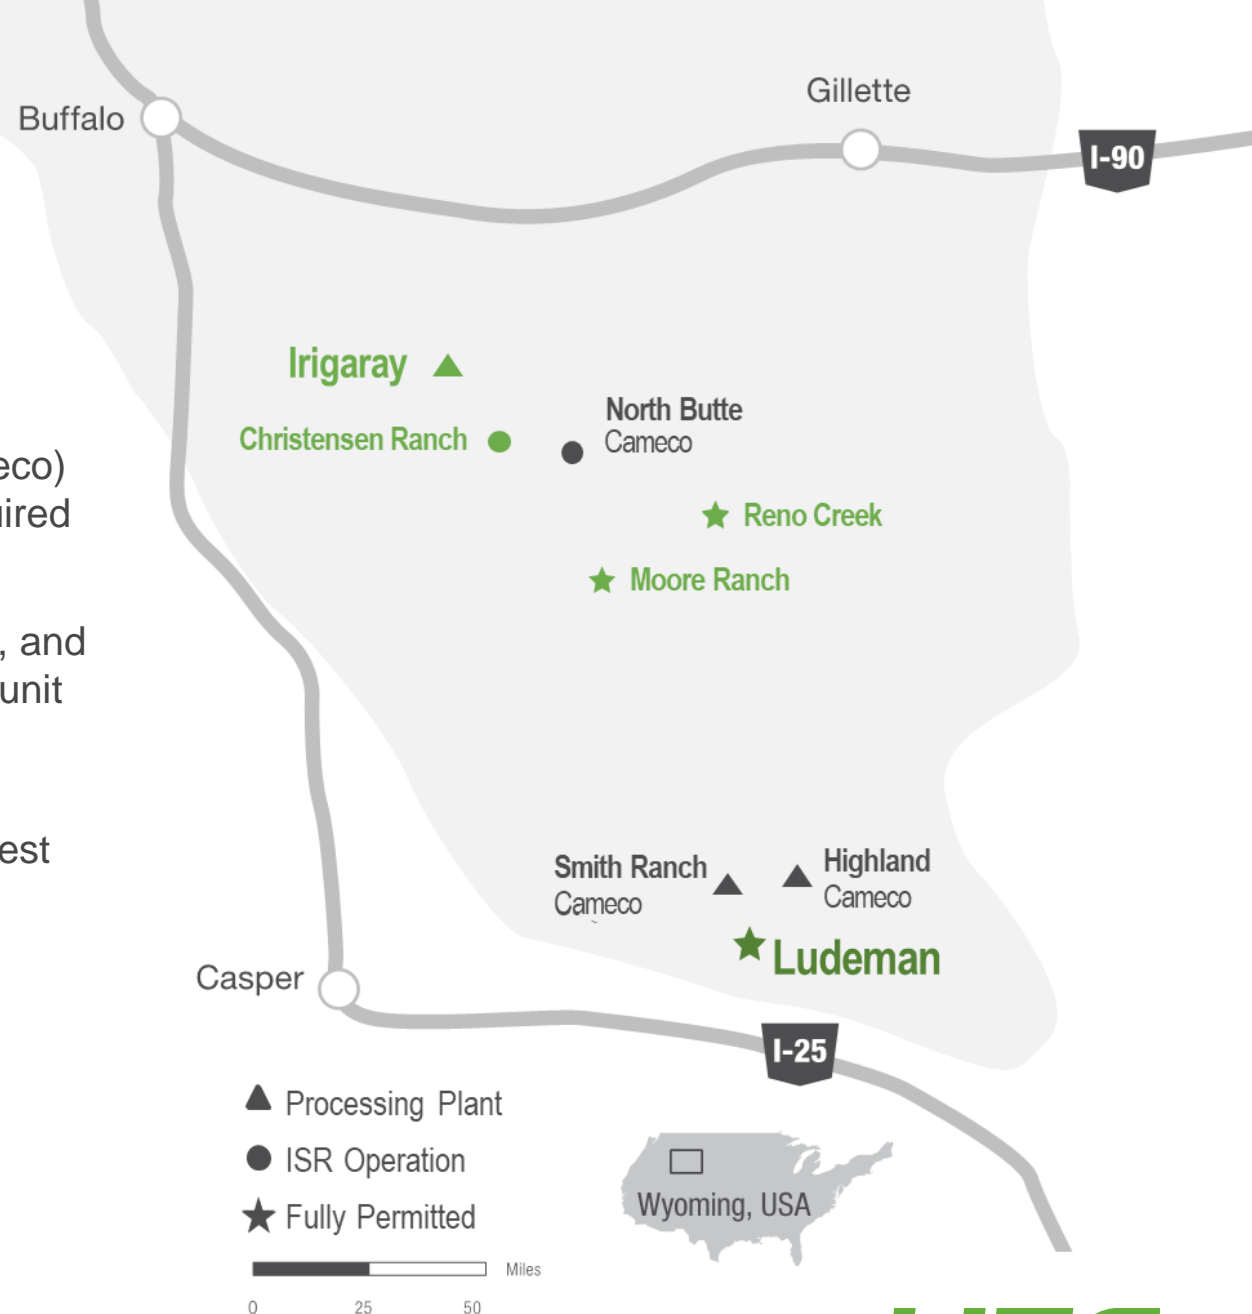 Gillette
Buffalo
I-90
Irigaray
North Butte
Cameco
Christensen Ranch
eco)
uired
Reno Creek
Moore Ranch
, and
unit
est
Smith Ranch
Cameco
Highland
Cameco
Ludeman
Casper
I-25
Processing Plant
ISR Operation
Fully Permitted
Wyoming, USA
Miles
0 25 50